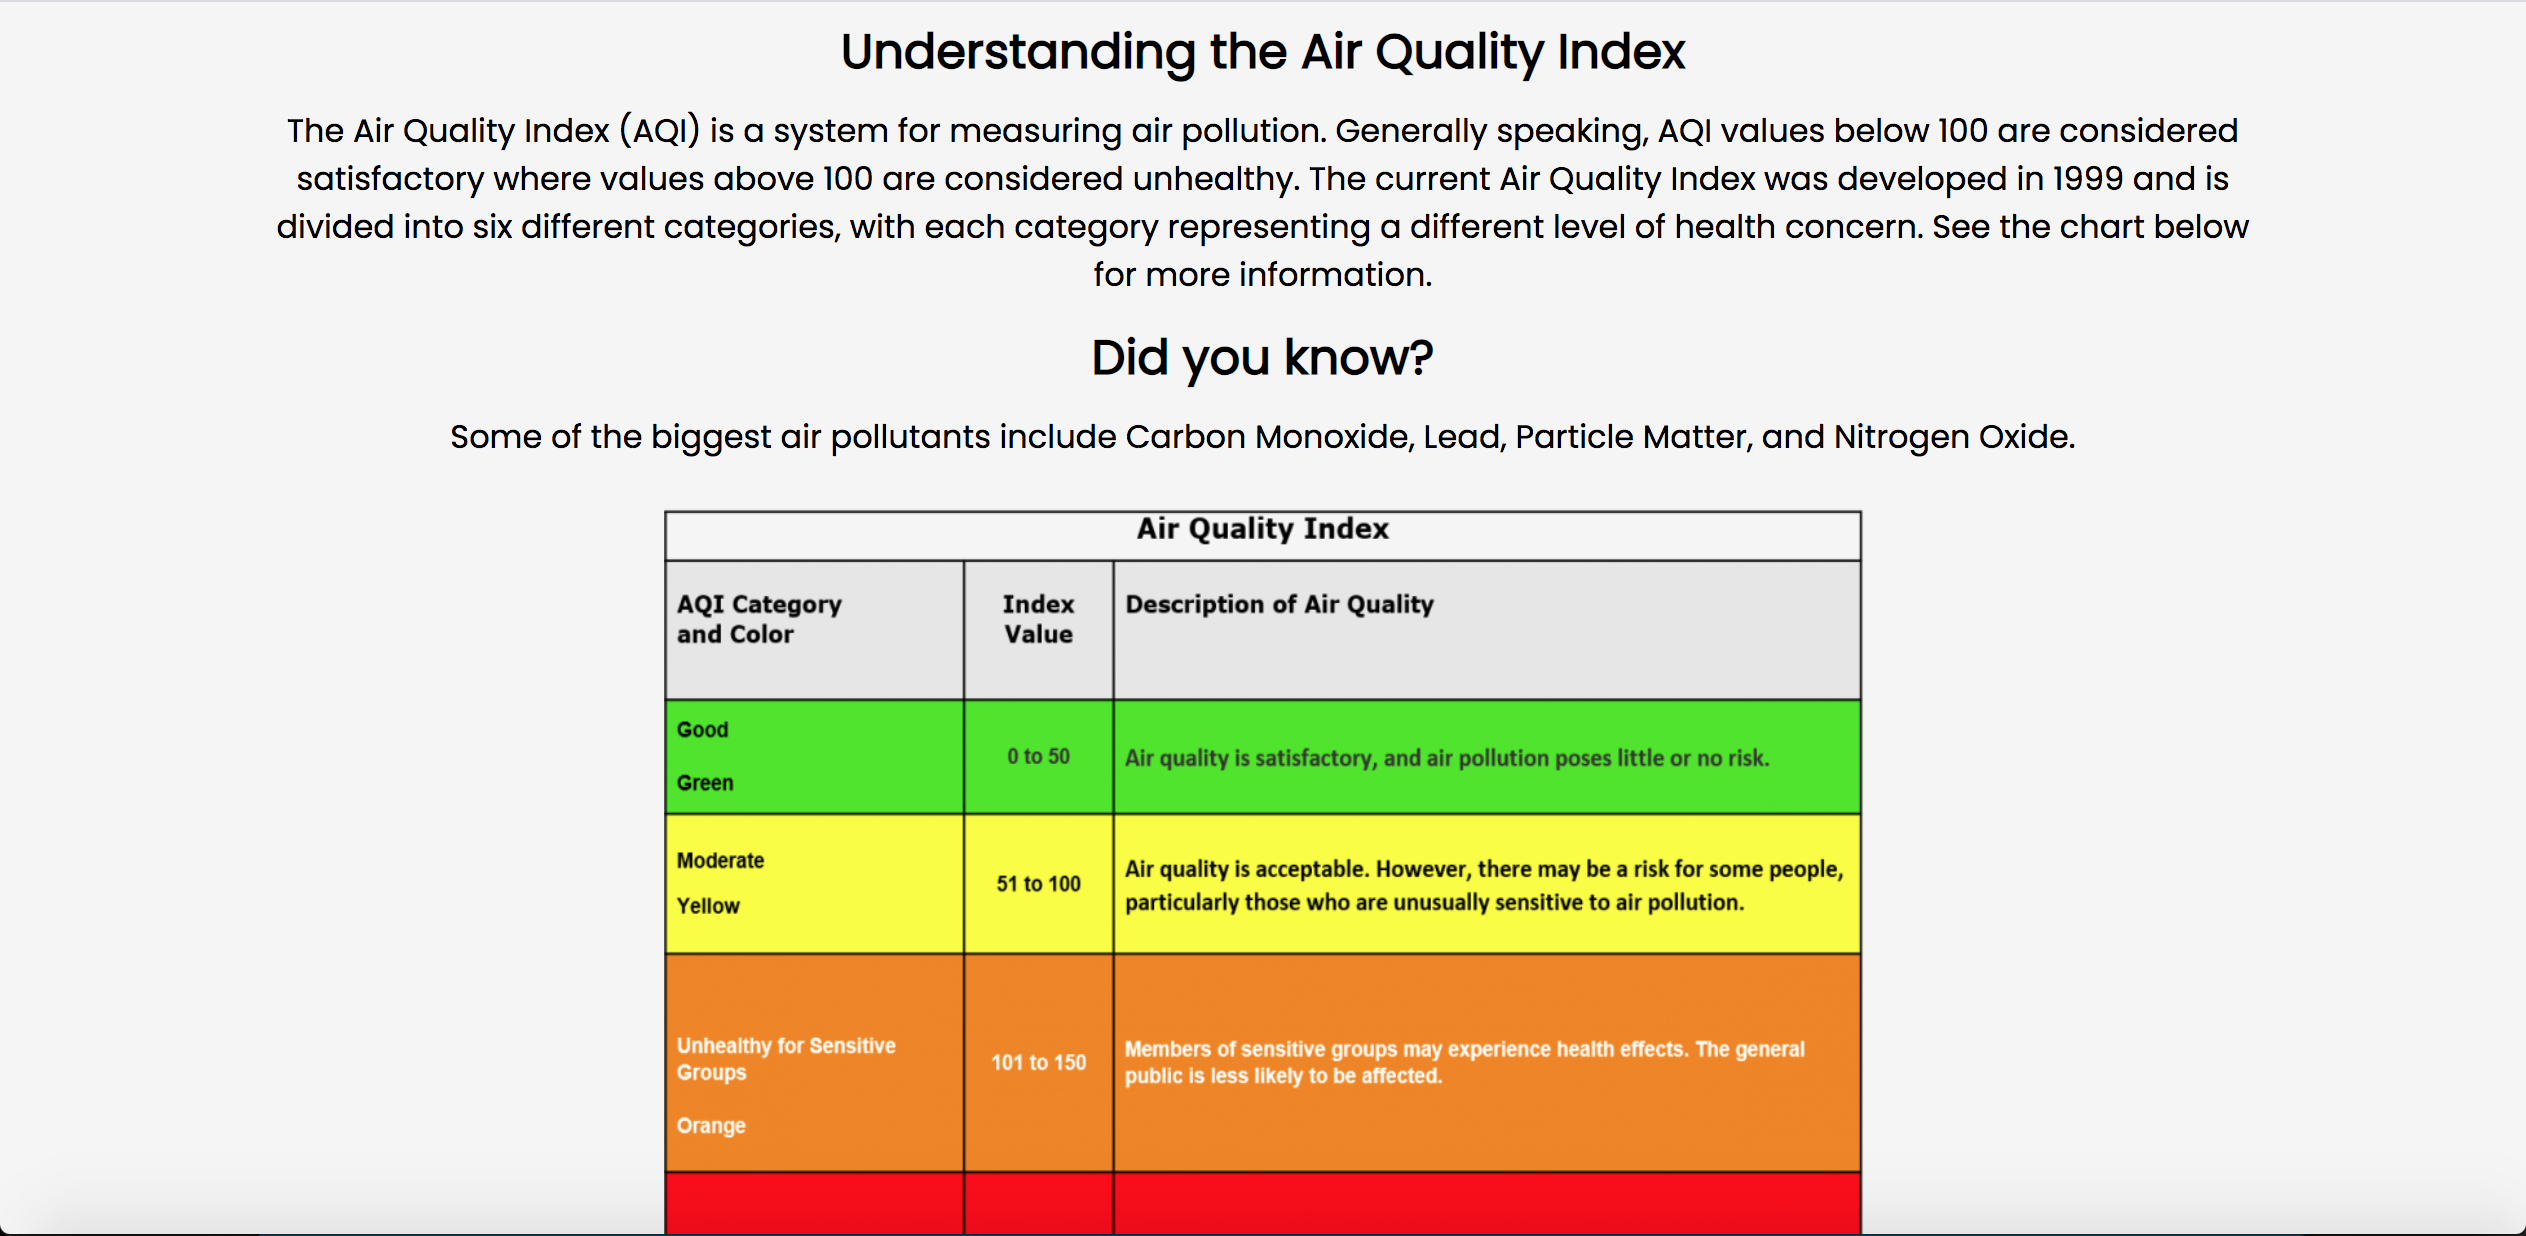 Understanding the Air Quality Index
The Air Quality Index (AQI) is a system for measuring air pollution. Generally speaking, AQI values below 100 are considered
satisfactory where values above 100 are considered unhealthy. The current Air Quality Index was developed in 1999 and is
divided into six different categories, with each category representing a different level of health concern. See the chart below
for more information.
Did you know?
Some of the biggest air pollutants include Carbon Monoxide, Lead, Particle Matter, and Nitrogen Oxide.
Air Quality Index
AQI Category
and Color
Index
Value
Description of Air Quality
Good
Green
0 to 50
Air quality is satisfactory, and air pollution poses little or no risk.
Moderate
Yellow
51 to 100
Air quality is acceptable. However, there may be a risk for some people,
particularly those who are unusually sensitive to air pollution.
Unhealthy for Sensitive
Groups
Orange
101 to 150
Members of sensitive groups may experience health effects. The general
public is less likely to be affected.